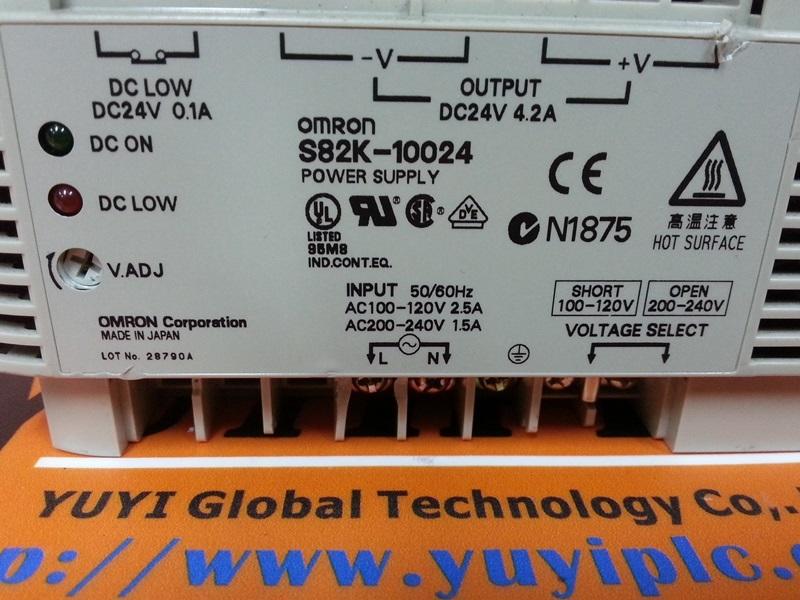 -V
+V
DC LOW
DC24V 0.1A
OUTPUT
DC24V 4.2A
DC ON
DC LOW
V.ADJ
OMRON
S82K-10024
POWER SUPPLY
UL
LISTED
95M8
IND.CONT.EQ.
CE
N1875
高温注意
HOT SURFACE
INPUT 50/60Hz
AC100-120V 2.5A
AC200-240V 1.5A
L N
SHORT
100-120V
OPEN
200-240V
VOLTAGE SELECT
OMRON Corporation
MADE IN JAPAN
LOT No. 28790A
YUYI Global Technology Co,.
p://www.yuyiplc.c